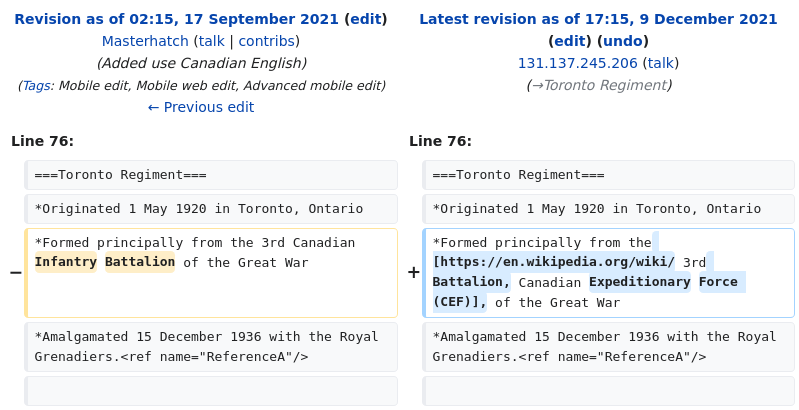 Revision as of 02:15, 17 September 2021 (edit)
Masterhatch (talk | contribs)
(Added use Canadian English)
(Tags: Mobile edit, Mobile web edit, Advanced mobile edit)
← Previous edit
Latest revision as of 17:15, 9 December 2021
(edit) (undo)
131.137.245.206 (talk)
(→Toronto Regiment)
Line 76:
Line 76:
===Toronto Regiment===
===Toronto Regiment===
*Originated 1 May 1920 in Toronto, Ontario
*Originated 1 May 1920 in Toronto, Ontario
−
*Formed principally from the 3rd Canadian
Infantry Battalion of the Great War
+
*Formed principally from the
[https://en.wikipedia.org/wiki/ 3rd
Battalion, Canadian Expeditionary Force
(CEF)], of the Great War
*Amalgamated 15 December 1936 with the Royal
Grenadiers.<ref name="ReferenceA"/>
*Amalgamated 15 December 1936 with the Royal
Grenadiers.<ref name="ReferenceA"/>